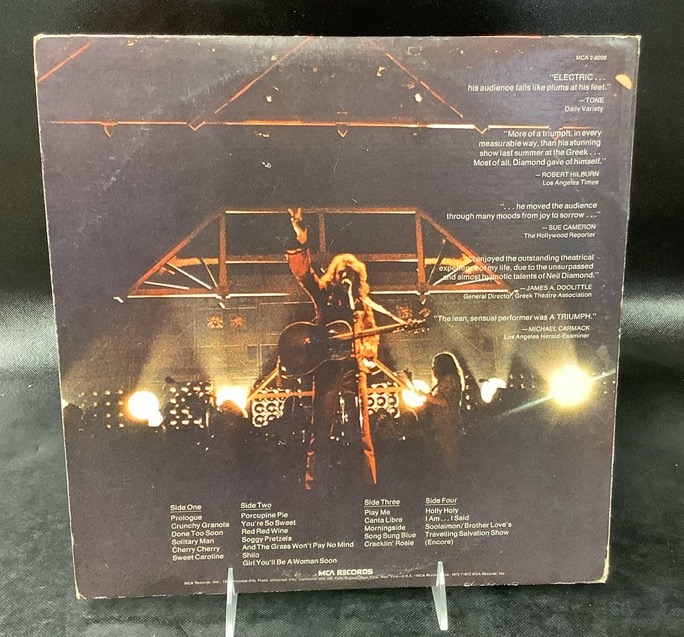 MCA 2-8000
"ELECTRIC . . .
his audience falls like plums at his feet."
— TONE
Daily Variety
"More of a triumph, in every
measurable way, than his stunning
show last summer at the Greek . . .
Most of all, Diamond gave of himself."
— ROBERT HILBURN
Los Angeles Times
". . . he moved the audience
through many moods from joy to sorrow . . ."
— SUE CAMERON
The Hollywood Reporter
"I enjoyed the outstanding theatrical
experience of my life, due to the unsurpassed
and almost hypnotic talents of Neil Diamond."
— JAMES A. DOOLITTLE
General Director, Greek Theatre Association
"The lean, sensual performer was A TRIUMPH."
— MICHAEL CARMACK
Los Angeles Herald-Examiner
Side One
Prologue
Crunchy Granola
Done Too Soon
Solitary Man
Cherry Cherry
Sweet Caroline
Side Two
Porcupine Pie
You're So Sweet
Red Red Wine
Soggy Pretzels
And The Grass Won't Pay No Mind
Shilo
Girl You'll Be A Woman Soon
Side Three
Play Me
Canta Libre
Morningside
Song Sung Blue
Cracklin' Rosie
Side Four
Holly Holy
I Am . . . I Said
Soolaimon/Brother Love's
Travelling Salvation Show
(Encore)
MCA RECORDS
MCA Records, Inc., Universal City, California